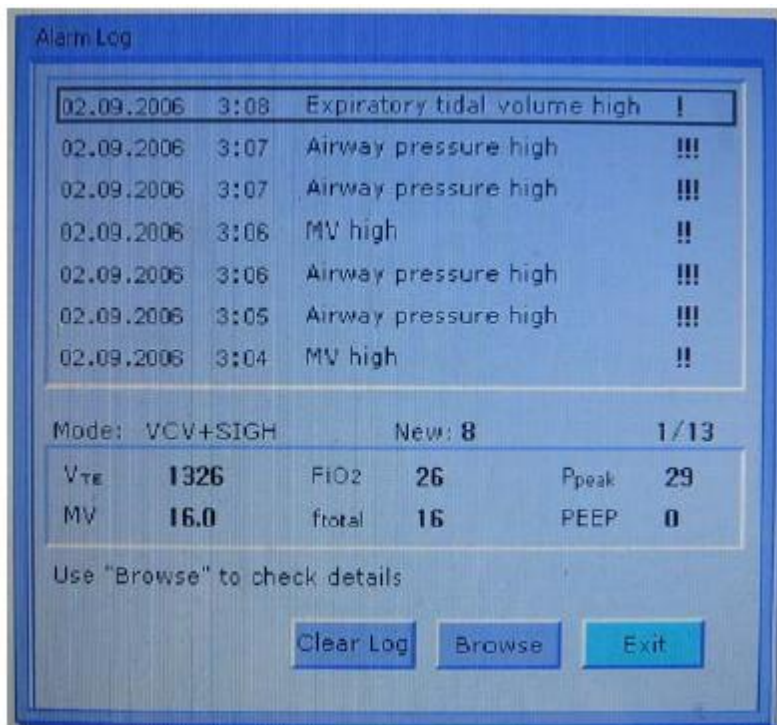 Alarm Log
02.09.2006 3:08 Expiratory tidal volume high !
02.09.2006 3:07 Airway pressure high !!!
02.09.2006 3:07 Airway pressure high !!!
02.09.2006 3:06 MV high !!
02.09.2006 3:06 Airway pressure high !!!
02.09.2006 3:05 Airway pressure high !!!
02.09.2006 3:04 MV high !!
Mode: VCV+SIGH New: 8 1/13
VTE 1326 FiO2 26 Ppeak 29
MV 16.0 ftotal 16 PEEP 0
Use "Browse" to check details
Clear Log Browse Exit